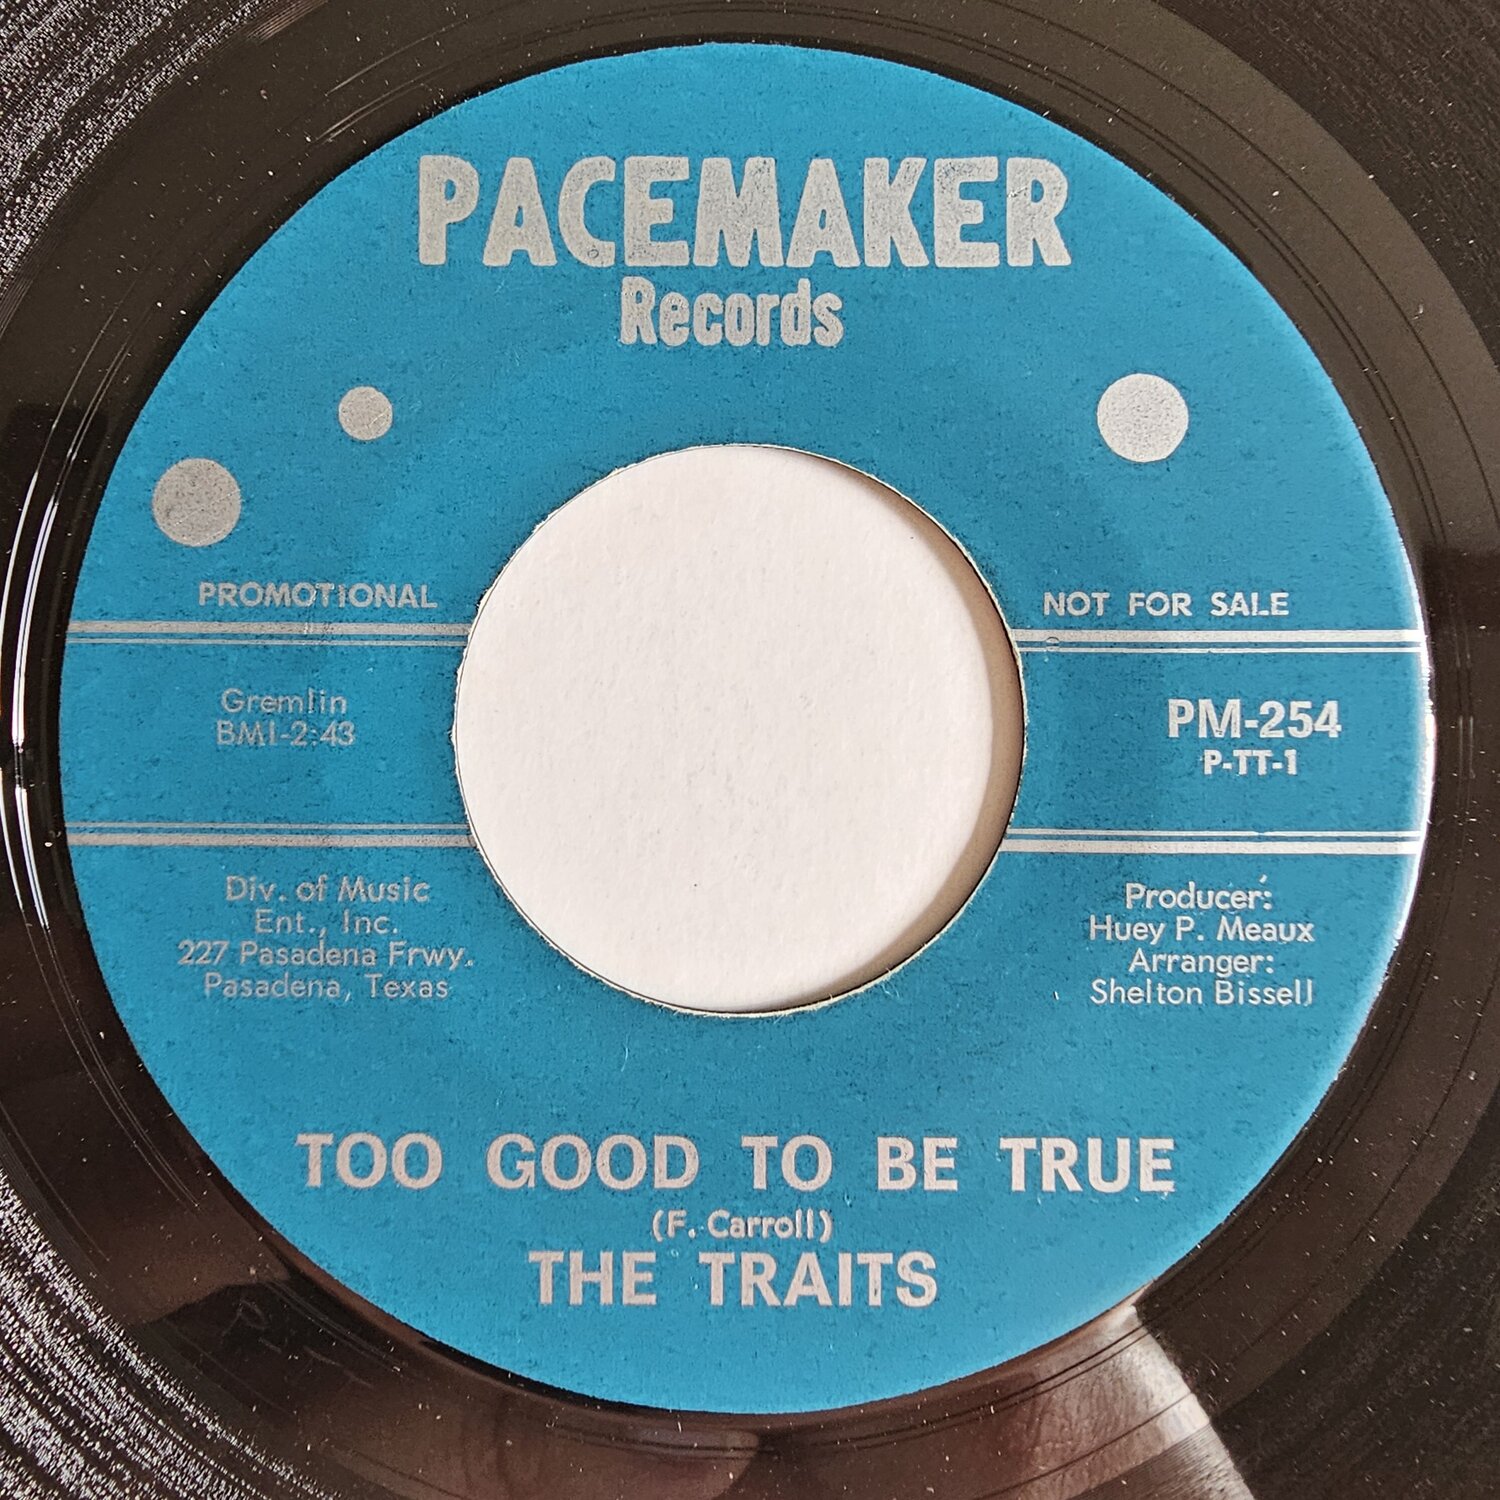 PACEMAKER
Records
PROMOTIONAL
NOT FOR SALE
Gremlin
BMI-2:43
PM-254
P-TT-1
Div. of Music
Ent., Inc.
227 Pasadena Frwy.
Pasadena, Texas
Producer:
Huey P. Meaux
Arranger:
Shelton Bissell
TOO GOOD TO BE TRUE
(F. Carroll)
THE TRAITS